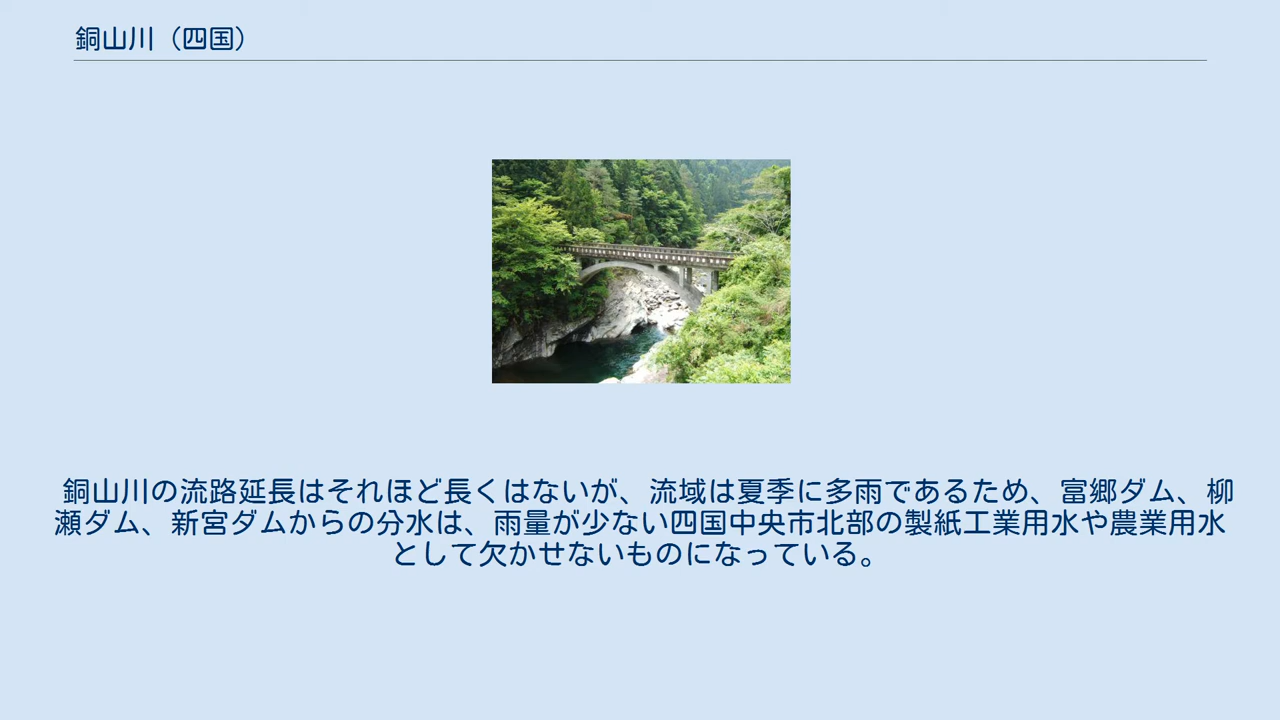 銅山川（四国）
銅山川の流路延長はそれほど長くはないが、流域は夏季に多雨であるため、富郷ダム、柳
瀬ダム、新宮ダムからの分水は、雨量が少ない四国中央市北部の製紙工業用水や農業用水
として欠かせないものになっている。